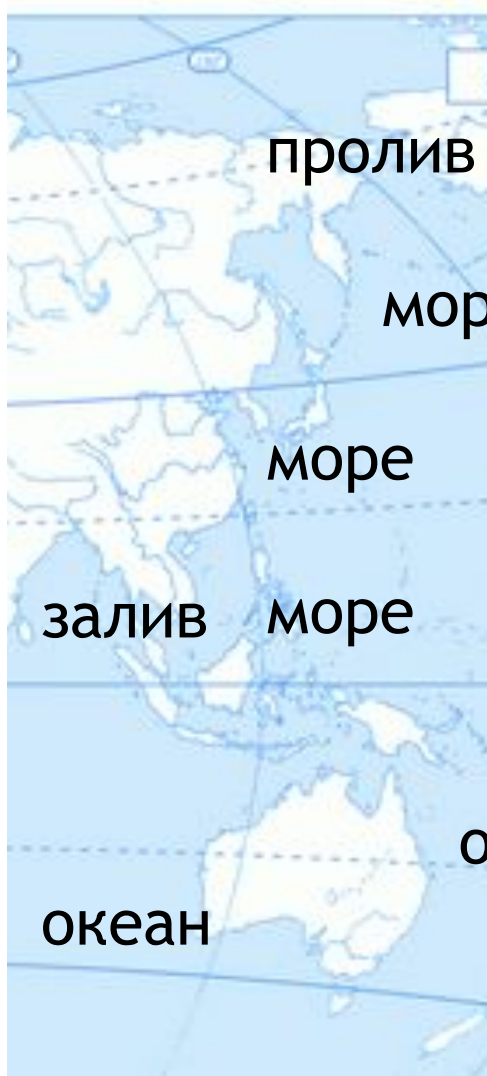 пролив
мор
море
залив море
о
океан